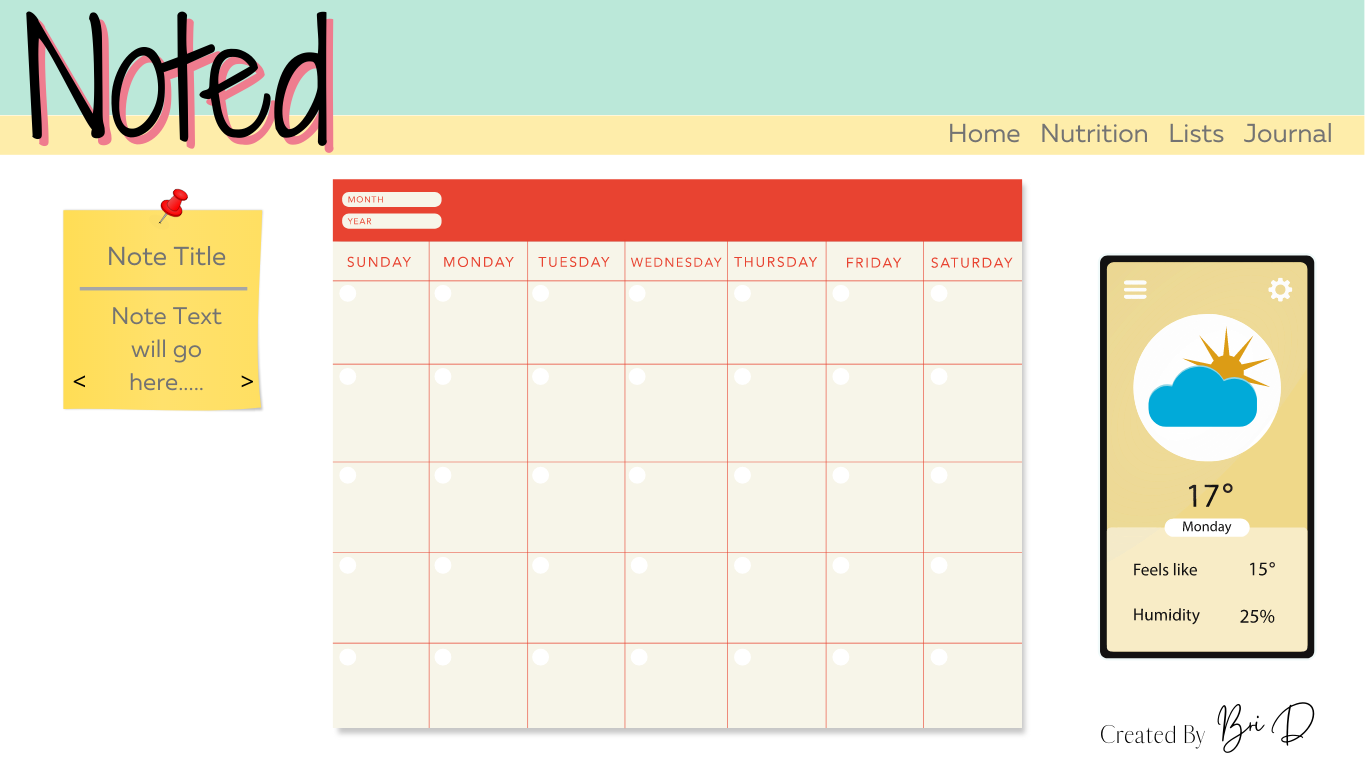 Noted
Home Nutrition Lists Journal
Note Title
Note Text
will go
here.....
< >
MONTH
YEAR
SUNDAY MONDAY TUESDAY WEDNESDAY THURSDAY FRIDAY SATURDAY
17°
Monday
Feels like 15°
Humidity 25%
Created By Bri D